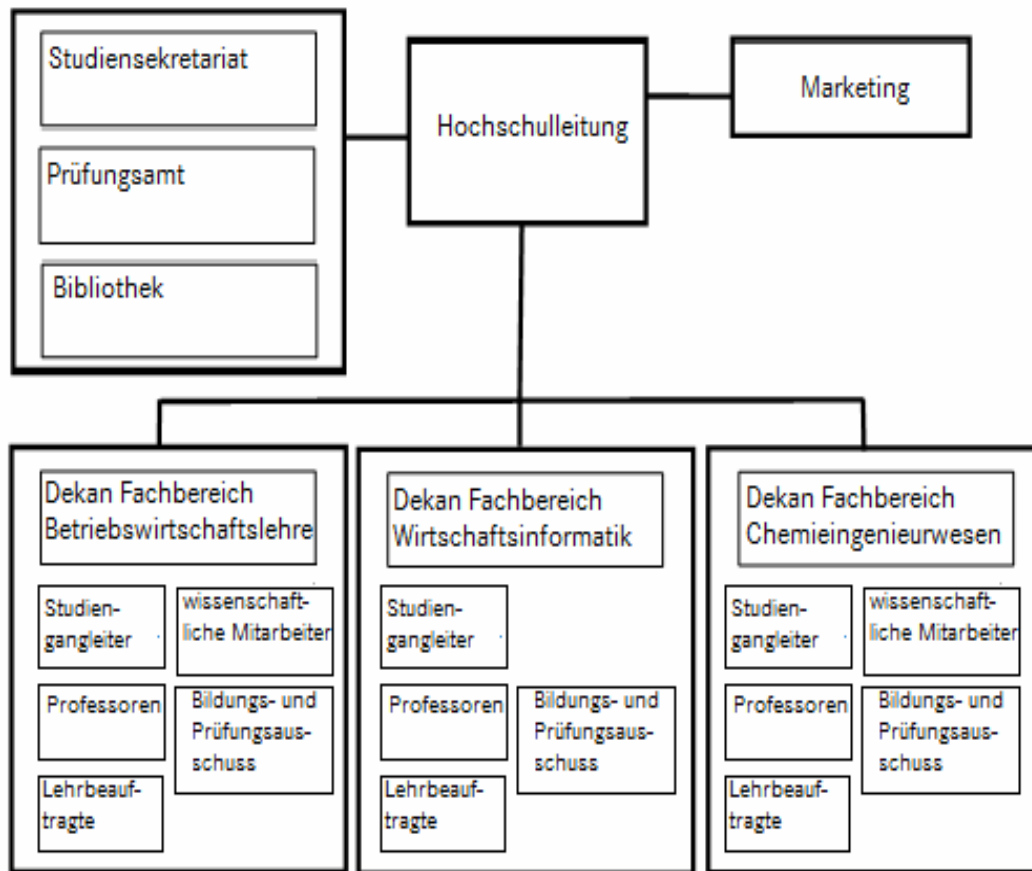 Studiensekretariat
Prüfungsamt
Bibliothek
Hochschulleitung
Marketing
Dekan Fachbereich
Betriebswirtschaftslehre
Studien-
gangleiter
wissenschaft-
liche Mitarbeiter
Professoren
Bildungs- und
Prüfungsaus-
schuss
Lehrbeauf-
tragte
Dekan Fachbereich
Wirtschaftsinformatik
Studien-
gangleiter
Professoren
Bildungs- und
Prüfungsaus-
schuss
Lehrbeauf-
tragte
Dekan Fachbereich
Chemieingenieurwesen
Studien-
gangleiter
wissenschaft-
liche Mitarbeiter
Professoren
Bildungs- und
Prüfungsaus-
schuss
Lehrbeauf-
tragte